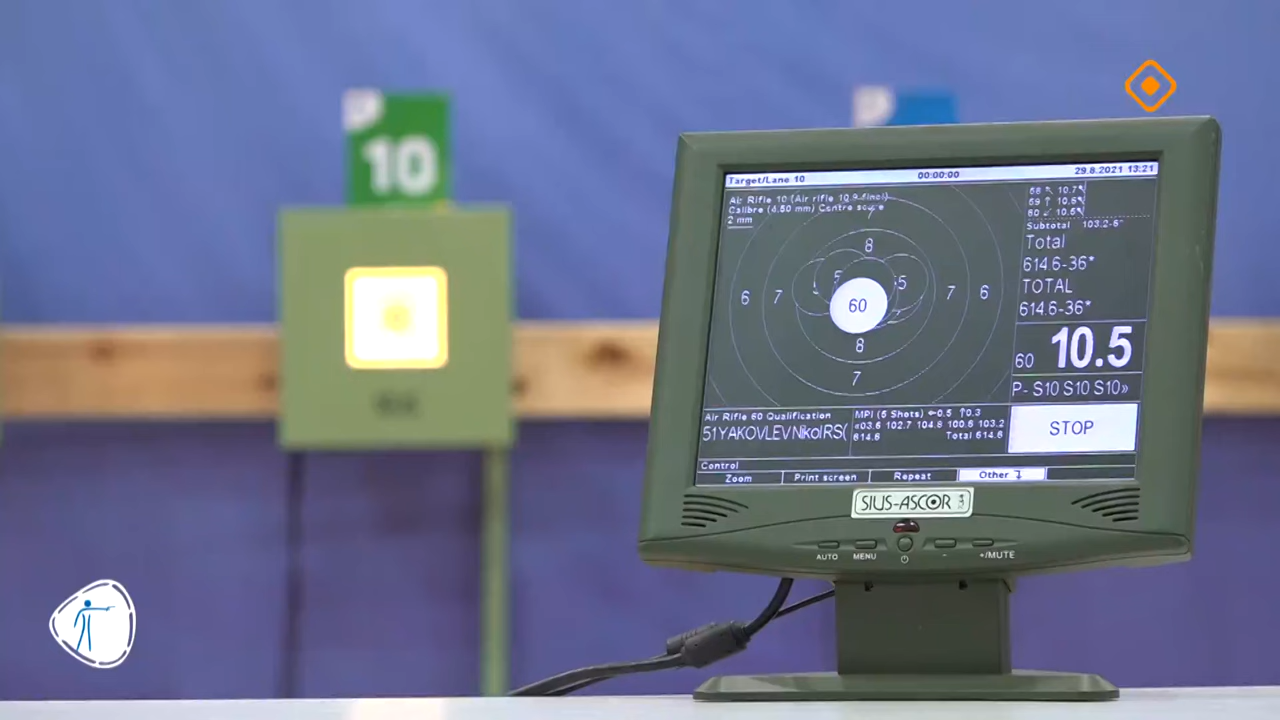 10
Target/Lane 10 00:00:00 29.8.2021 13:21
Air Rifle 10 (Air rifle 10.9 final)
Calibre (4.50 mm) Centre score
2 mm
58 ↖ 10.7*
59 ↑ 10.6*
60 ↙ 10.5*
Subtotal 103.2-6*
Total
614.6-36*
TOTAL
614.6-36*
60 10.5
P- S10 S10 S10»
7
8
6 7 60 7 6
8
7
Air Rifle 60 Qualification
51YAKOVLEV NikolRS(
MPI (5 Shots) ←0.5 ↑0.3
«03.6 102.7 104.8 100.6 103.2
614.6 Total 614.6
STOP
Control
Zoom Print screen Repeat Other
SIUS-ASCOR
AUTO MENU - +/MUTE